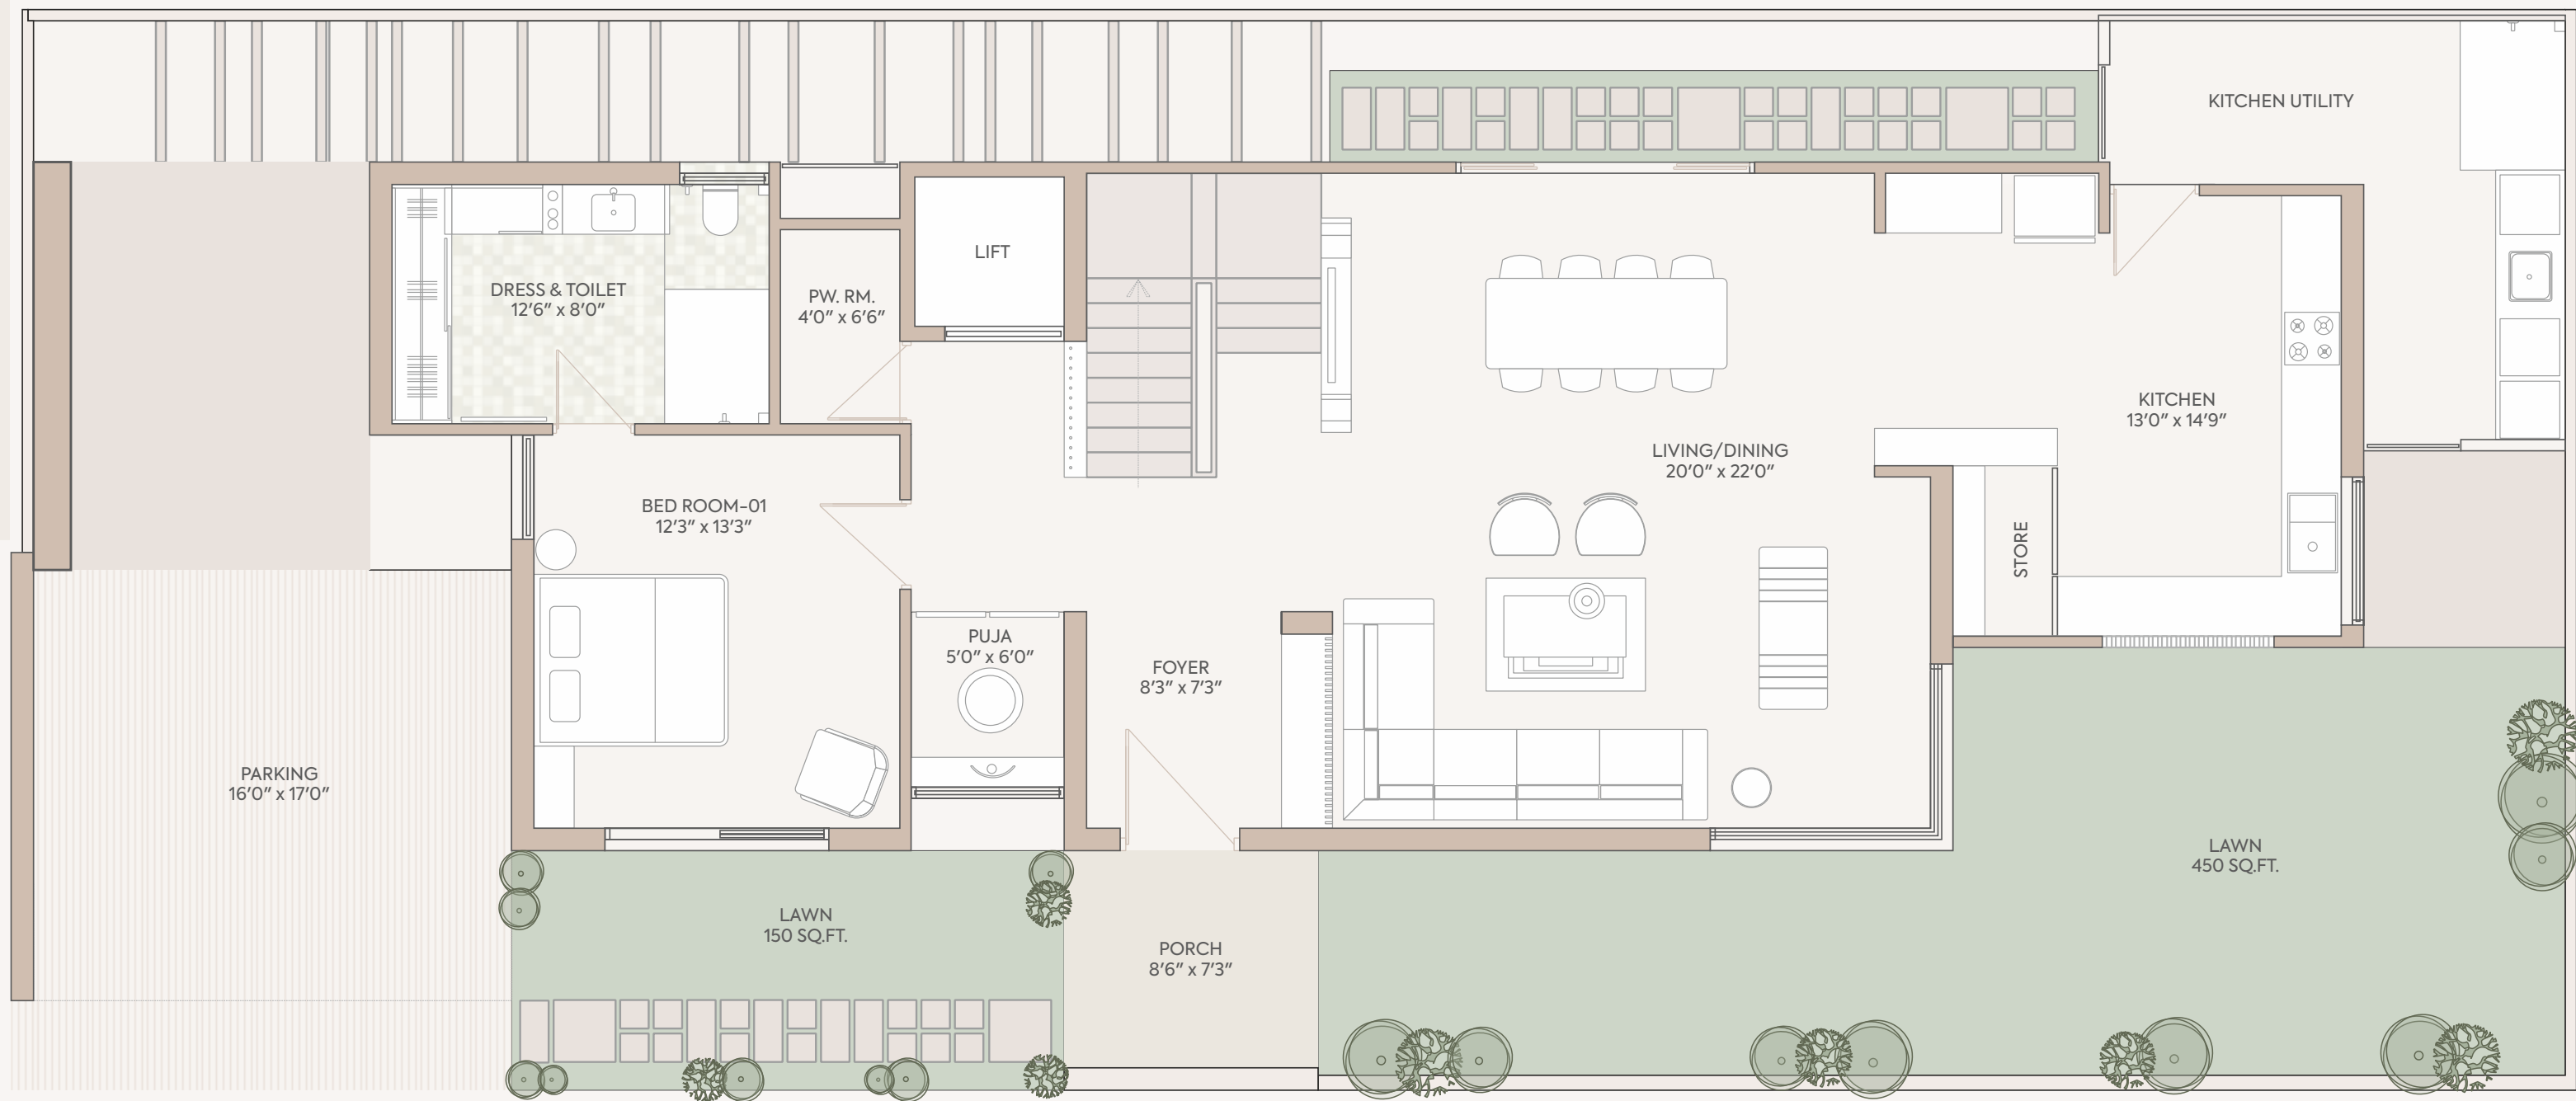 KITCHEN UTILITY
LIFT
DRESS & TOILET
12'6" x 8'0"
PW. RM.
4'0" x 6'6"
KITCHEN
13'0" x 14'9"
LIVING/DINING
20'0" x 22'0"
BED ROOM-01
12'3" x 13'3"
STORE
PUJA
5'0" x 6'0"
FOYER
8'3" x 7'3"
PARKING
16'0" x 17'0"
LAWN
450 SQ.FT.
LAWN
150 SQ.FT.
PORCH
8'6" x 7'3"